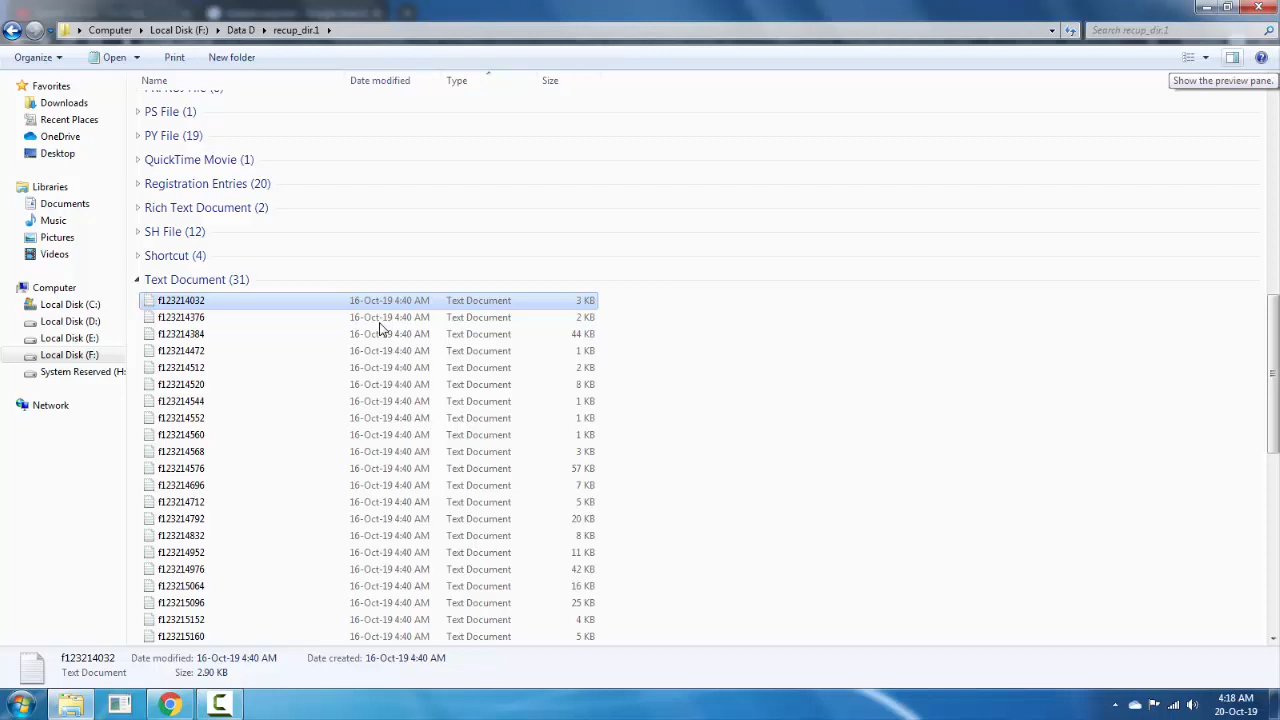 Computer Local Disk (F:) Data D recup_dir.1
Search recup_dir.1
Organize Open Print New folder
Show the preview pane.
Name Date modified Type Size
Favorites
Downloads
Recent Places
OneDrive
Desktop
Libraries
Documents
Music
Pictures
Videos
Computer
Local Disk (C:)
Local Disk (D:)
Local Disk (E:)
Local Disk (F:)
System Reserved (H:
Network
PS File (1)
PY File (19)
QuickTime Movie (1)
Registration Entries (20)
Rich Text Document (2)
SH File (12)
Shortcut (4)
Text Document (31)
f123214032 16-Oct-19 4:40 AM Text Document 3 KB
f123214376 16-Oct-19 4:40 AM Text Document 2 KB
f123214384 16-Oct-19 4:40 AM Text Document 44 KB
f123214472 16-Oct-19 4:40 AM Text Document 1 KB
f123214512 16-Oct-19 4:40 AM Text Document 2 KB
f123214520 16-Oct-19 4:40 AM Text Document 8 KB
f123214544 16-Oct-19 4:40 AM Text Document 1 KB
f123214552 16-Oct-19 4:40 AM Text Document 1 KB
f123214560 16-Oct-19 4:40 AM Text Document 1 KB
f123214568 16-Oct-19 4:40 AM Text Document 3 KB
f123214576 16-Oct-19 4:40 AM Text Document 57 KB
f123214696 16-Oct-19 4:40 AM Text Document 7 KB
f123214712 16-Oct-19 4:40 AM Text Document 5 KB
f123214792 16-Oct-19 4:40 AM Text Document 20 KB
f123214832 16-Oct-19 4:40 AM Text Document 8 KB
f123214952 16-Oct-19 4:40 AM Text Document 11 KB
f123214976 16-Oct-19 4:40 AM Text Document 42 KB
f123215064 16-Oct-19 4:40 AM Text Document 16 KB
f123215096 16-Oct-19 4:40 AM Text Document 25 KB
f123215152 16-Oct-19 4:40 AM Text Document 4 KB
f123215160 16-Oct-19 4:40 AM Text Document 5 KB
f123214032 Date modified: 16-Oct-19 4:40 AM Date created: 16-Oct-19 4:40 AM
Text Document Size: 2.90 KB
4:18 AM
20-Oct-19